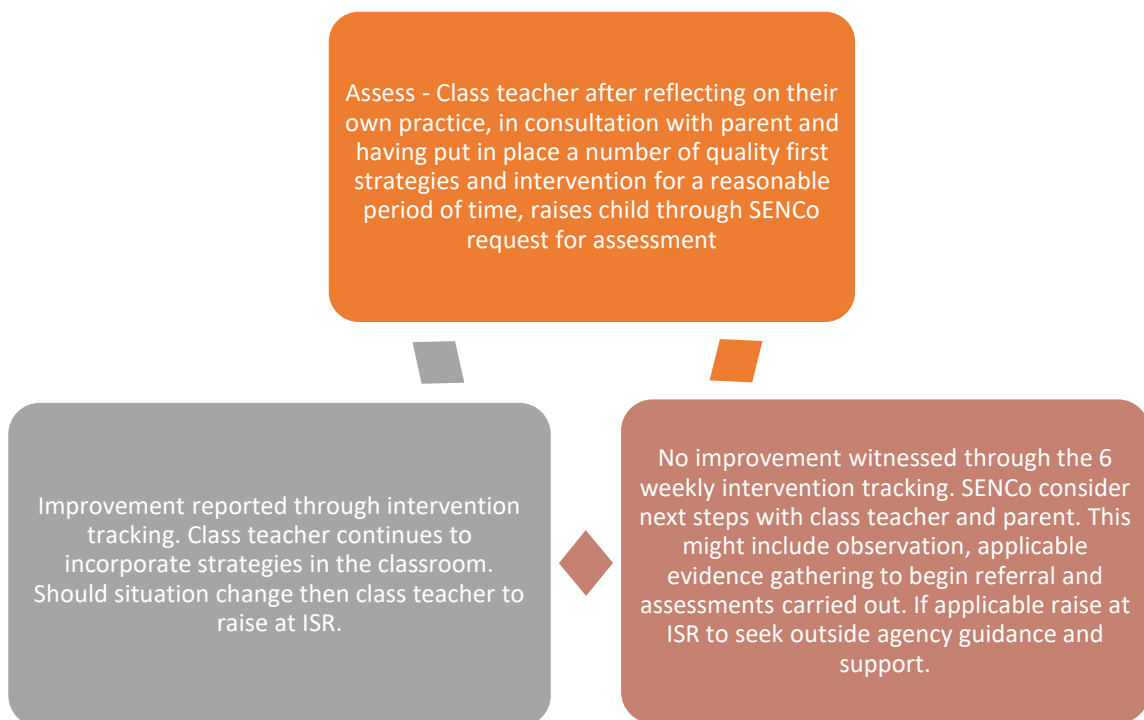 Assess - Class teacher after reflecting on their
own practice, in consultation with parent and
having put in place a number of quality first
strategies and intervention for a reasonable
period of time, raises child through SENCo
request for assessment
Improvement reported through intervention
tracking. Class teacher continues to
incorporate strategies in the classroom.
Should situation change then class teacher to
raise at ISR.
No improvement witnessed through the 6
weekly intervention tracking. SENCo consider
next steps with class teacher and parent. This
might include observation, applicable
evidence gathering to begin referral and
assessments carried out. If applicable raise at
ISR to seek outside agency guidance and
support.